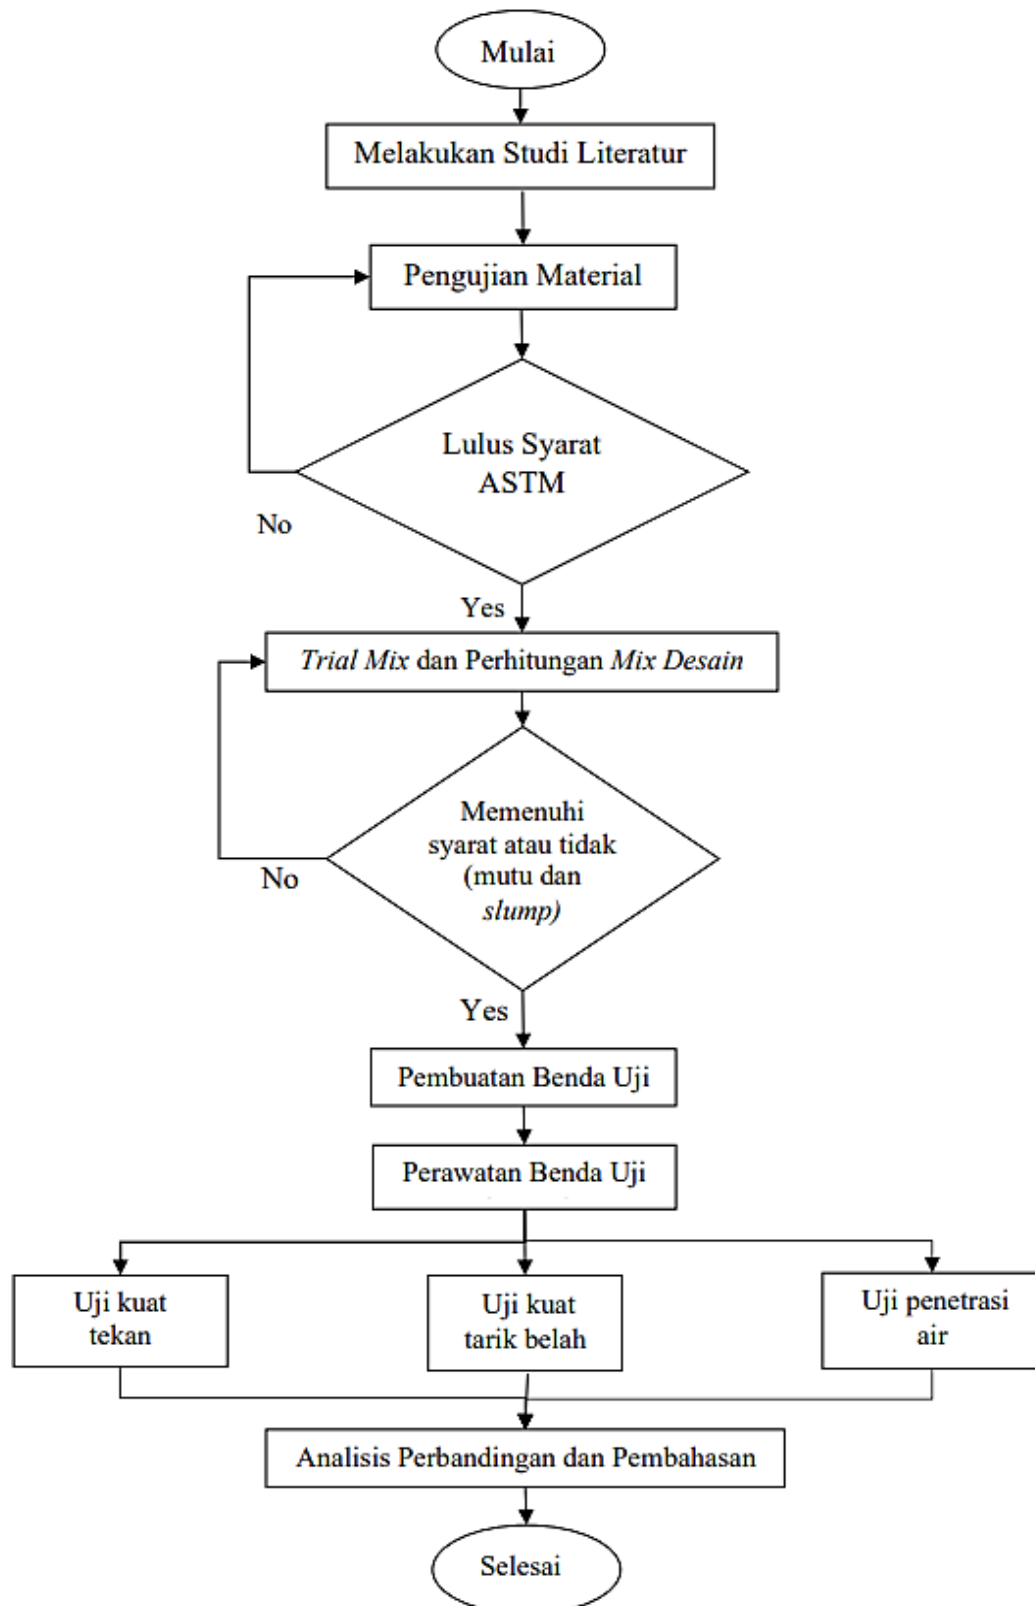 Mulai
Melakukan Studi Literatur
Pengujian Material
Lulus Syarat
ASTM
No
Yes
Trial Mix dan Perhitungan Mix Desain
Memenuhi
syarat atau tidak
(mutu dan
slump)
No
Yes
Pembuatan Benda Uji
Perawatan Benda Uji
Uji kuat
tekan
Uji kuat
tarik belah
Uji penetrasi
air
Analisis Perbandingan dan Pembahasan
Selesai